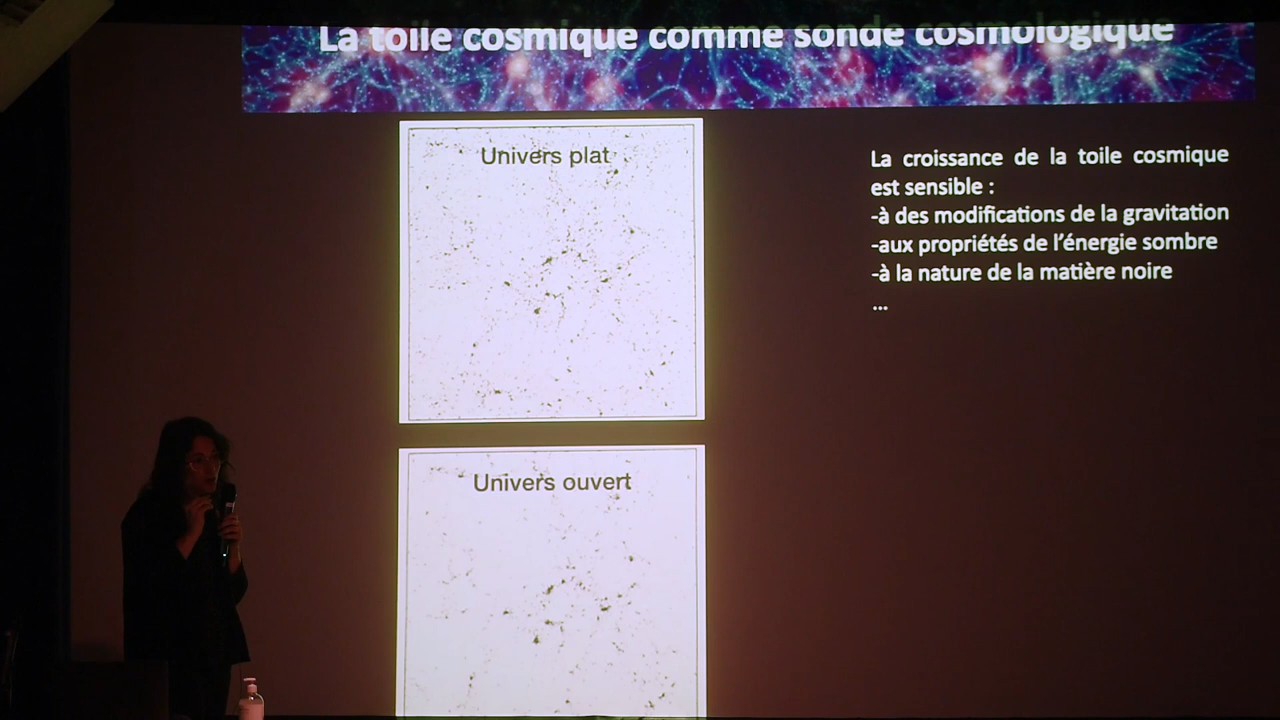 La toile cosmique comme sonde cosmologique
Univers plat
La croissance de la toile cosmique
est sensible :
-à des modifications de la gravitation
-aux propriétés de l'énergie sombre
-à la nature de la matière noire
...
Univers ouvert